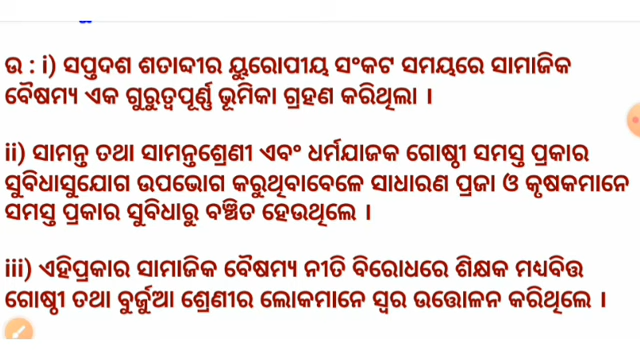 ଉ : i) ସପ୍ତଦଶ ଶତାବ୍ଦୀର ୟୁରୋପୀୟ ସଂକଟ ସମୟରେ ସାମାଜିକ
ବୈଷମ୍ୟ ଏକ ଗୁରୁତ୍ୱପୂର୍ଣ୍ଣ ଭୂମିକା ଗ୍ରହଣ କରିଥିଲା ।
ii) ସାମନ୍ତ ତଥା ସାମନ୍ତଶ୍ରେଣୀ ଏବଂ ଧର୍ମଯାଜକ ଗୋଷ୍ଠୀ ସମସ୍ତ ପ୍ରକାର
ସୁବିଧାସୁଯୋଗ ଉପଭୋଗ କରୁଥିବାବେଳେ ସାଧାରଣ ପ୍ରଜା ଓ କୃଷକମାନେ
ସମସ୍ତ ପ୍ରକାର ସୁବିଧାରୁ ବଞ୍ଚିତ ହେଉଥିଲେ ।
iii) ଏହିପ୍ରକାର ସାମାଜିକ ବୈଷମ୍ୟ ନୀତି ବିରୋଧରେ ଶିକ୍ଷକ ମଧ୍ୟବିତ୍ତ
ଗୋଷ୍ଠୀ ତଥା ବୁର୍ଜୁଆ ଶ୍ରେଣୀର ଲୋକମାନେ ସ୍ୱର ଉତ୍ତୋଳନ କରିଥିଲେ ।